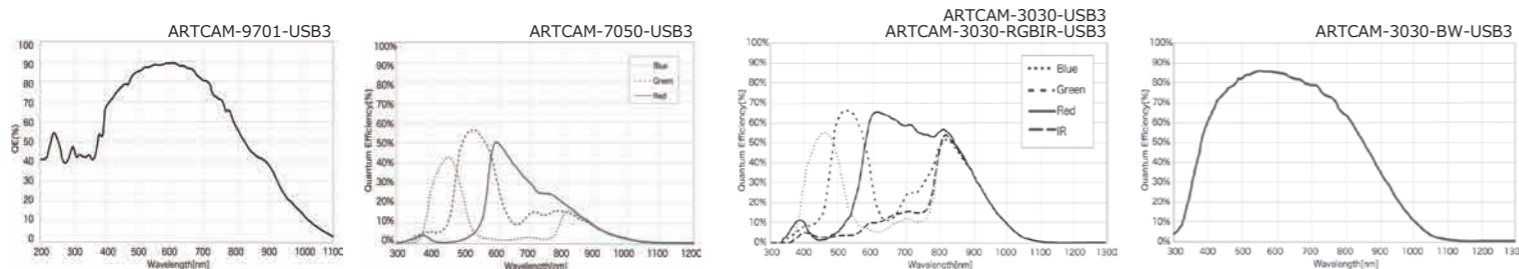 ARTCAM-9701-USB3
100
90
80
70
60
50
40
30
20
10
0
QE(%)
200 300 400 500 600 700 800 900 1000 1100
Wavelength[nm]
ARTCAM-7050-USB3
100%
90%
80%
70%
60%
50%
40%
30%
20%
10%
0%
Quantum Efficiency[%]
Blue
Green
Red
300 400 500 600 700 800 900 1000 1100 1200
Wavelength[nm]
ARTCAM-3030-USB3
ARTCAM-3030-RGBIR-USB3
100%
90%
80%
70%
60%
50%
40%
30%
20%
10%
0%
Quantum Efficiency[%]
Blue
Green
Red
IR
300 400 500 600 700 800 900 1000 1100 1200 1300
Wavelength[nm]
ARTCAM-3030-BW-USB3
100%
90%
80%
70%
60%
50%
40%
30%
20%
10%
0%
Quantum Efficiency[%]
300 400 500 600 700 800 900 1000 1100 1200 1300
Wavelength[nm]